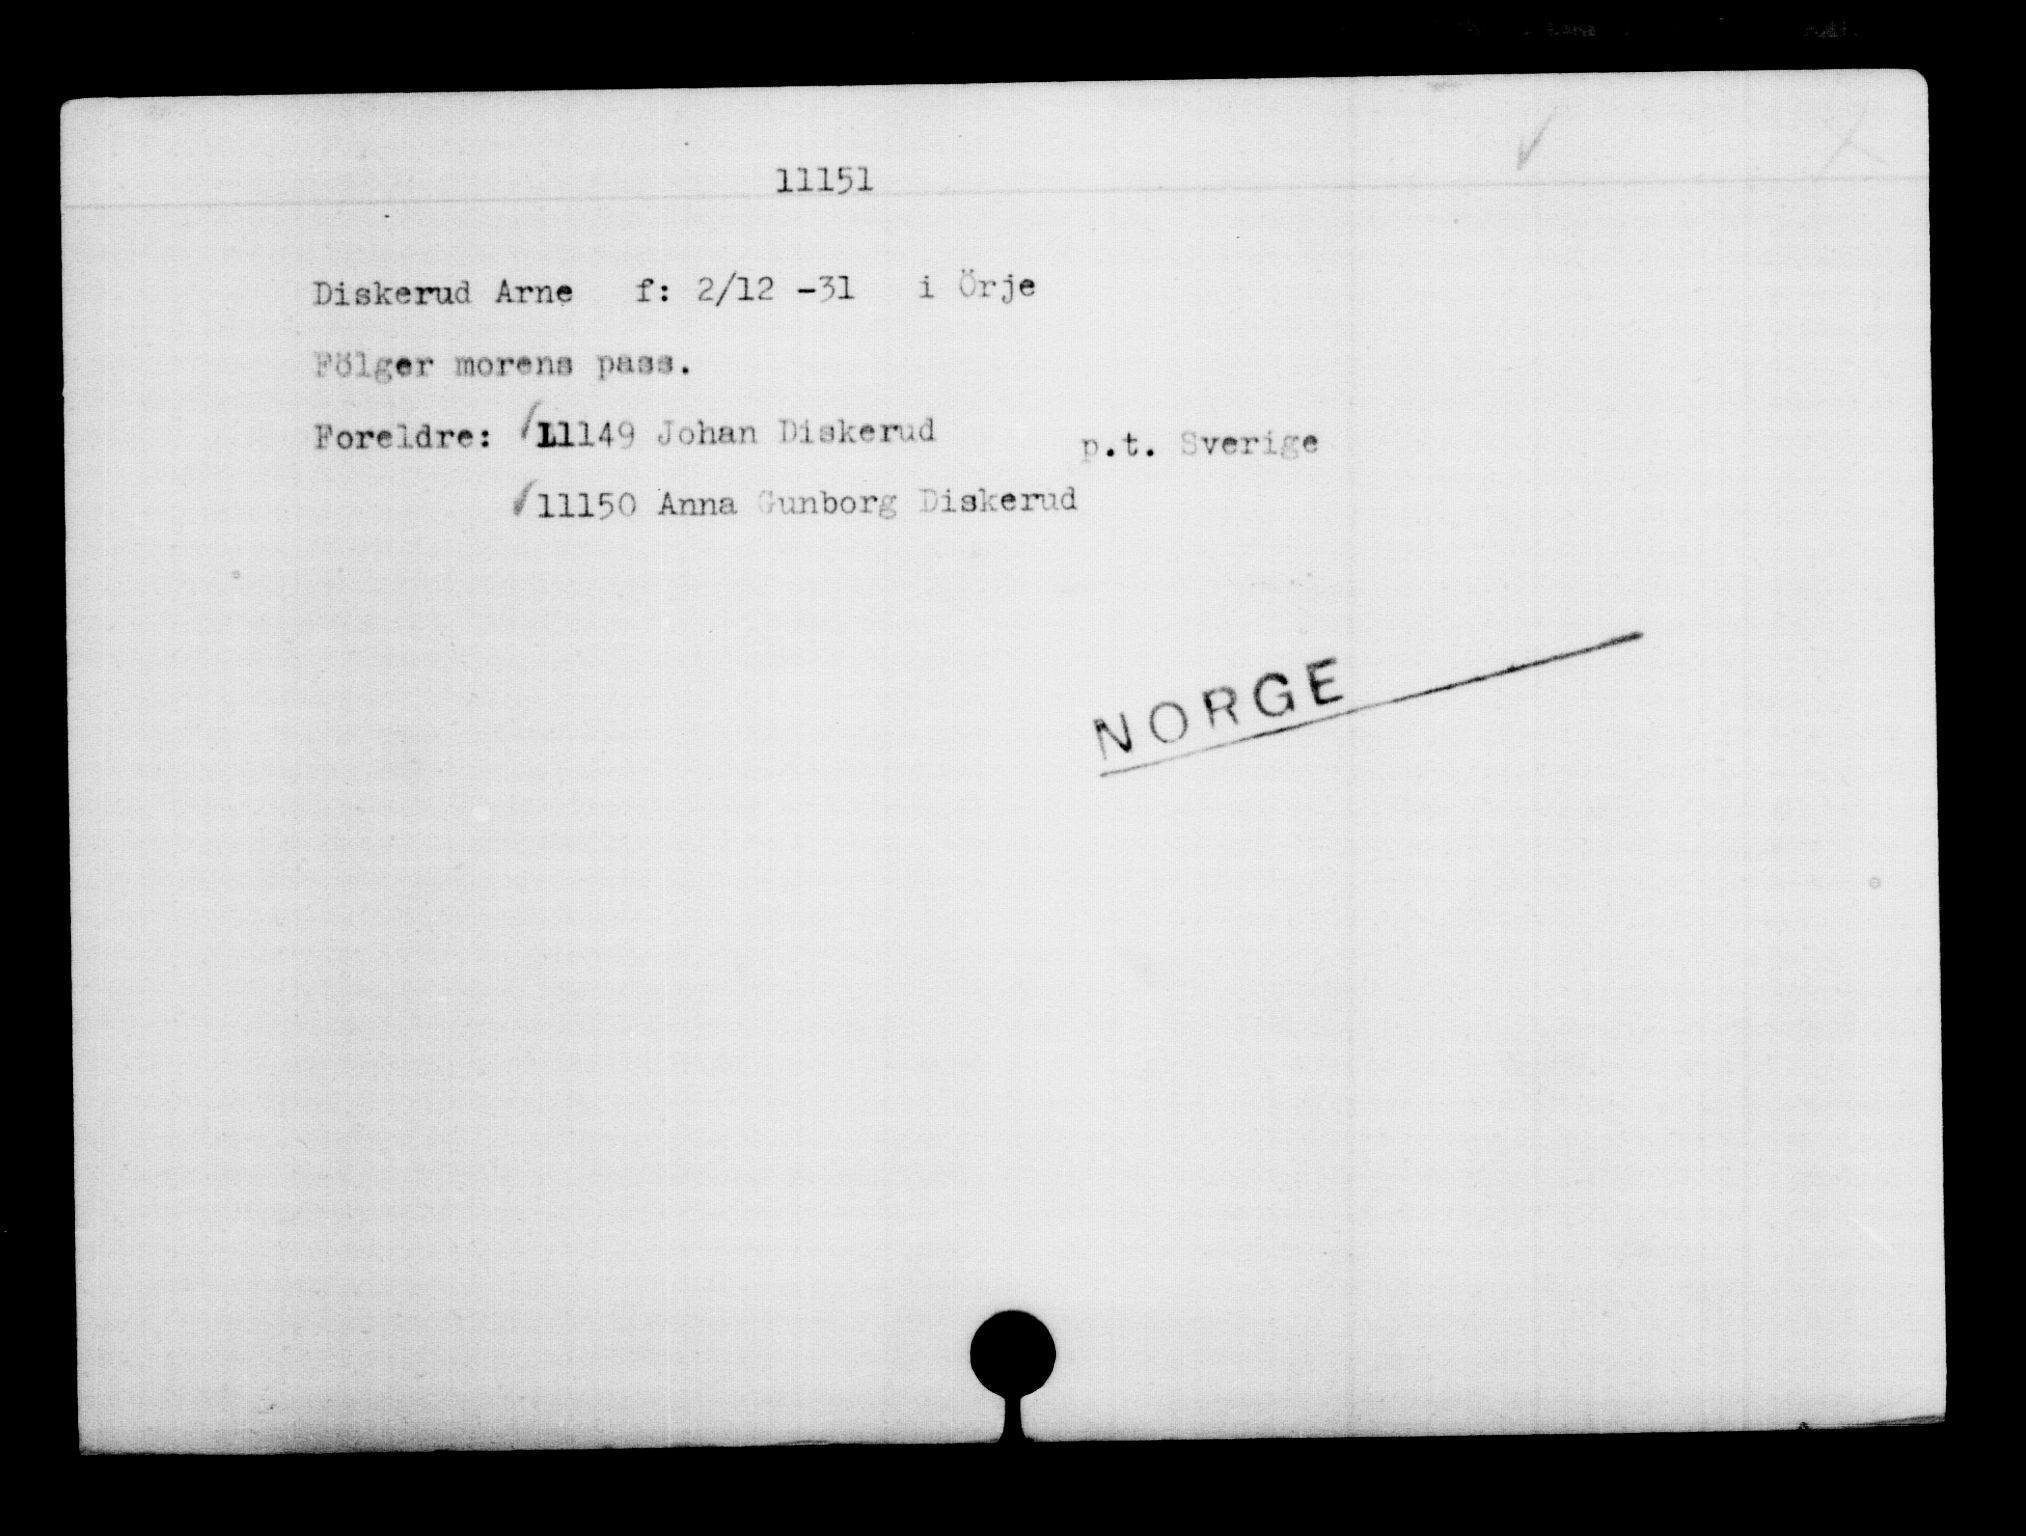 11151
Diskerud Arne f: 2/12 -31 i Örje
Fölger morens pass.
Foreldre: 11149 Johan Diskerud p.t. Sverige
11150 Anna Gunborg Diskerud
NORGE